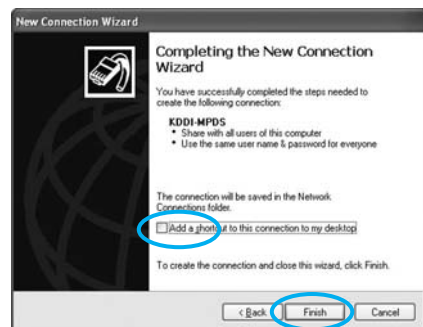 New Connection Wizard
Completing the New Connection
Wizard
You have successfully completed the steps needed to
create the following connection:
KDDI-MPDS
• Share with all users of this computer
• Use the same user name & password for everyone
The connection will be saved in the Network
Connections folder.
Add a shortcut to this connection to my desktop
To create the connection and close this wizard, click Finish.
< Back
Finish
Cancel